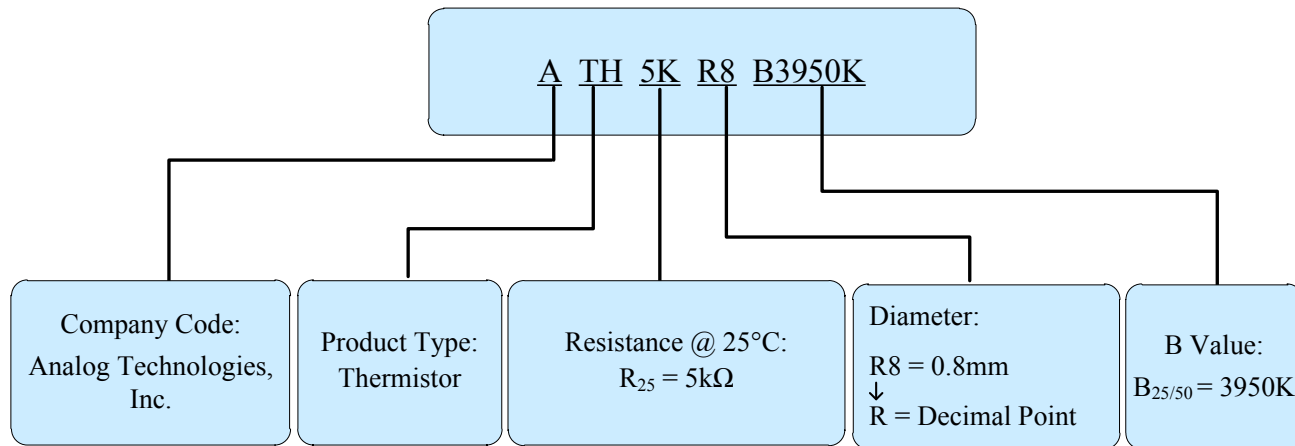 A TH 5K R8 B3950K
Company Code:
Analog Technologies,
Inc.
Product Type:
Thermistor
Resistance @ 25°C:
R₂₅ = 5kΩ
Diameter:
R8 = 0.8mm
↓
R = Decimal Point
B Value:
B₂₅/₅₀ = 3950K